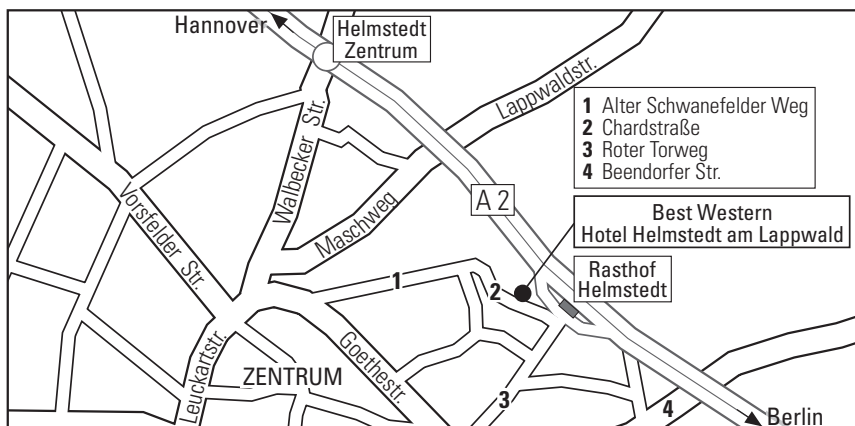 Hannover
Helmstedt
Zentrum
Lappwaldstr.
1 Alter Schwanefelder Weg
2 Chardstraße
3 Roter Torweg
4 Beendorfer Str.
Walbecker Str.
Vorsfelder Str.
Maschweg
A 2
Best Western
Hotel Helmstedt am Lappwald
Rasthof
Helmstedt
1
2
Leuckartstr.
Goethestr.
ZENTRUM
3
4
Berlin